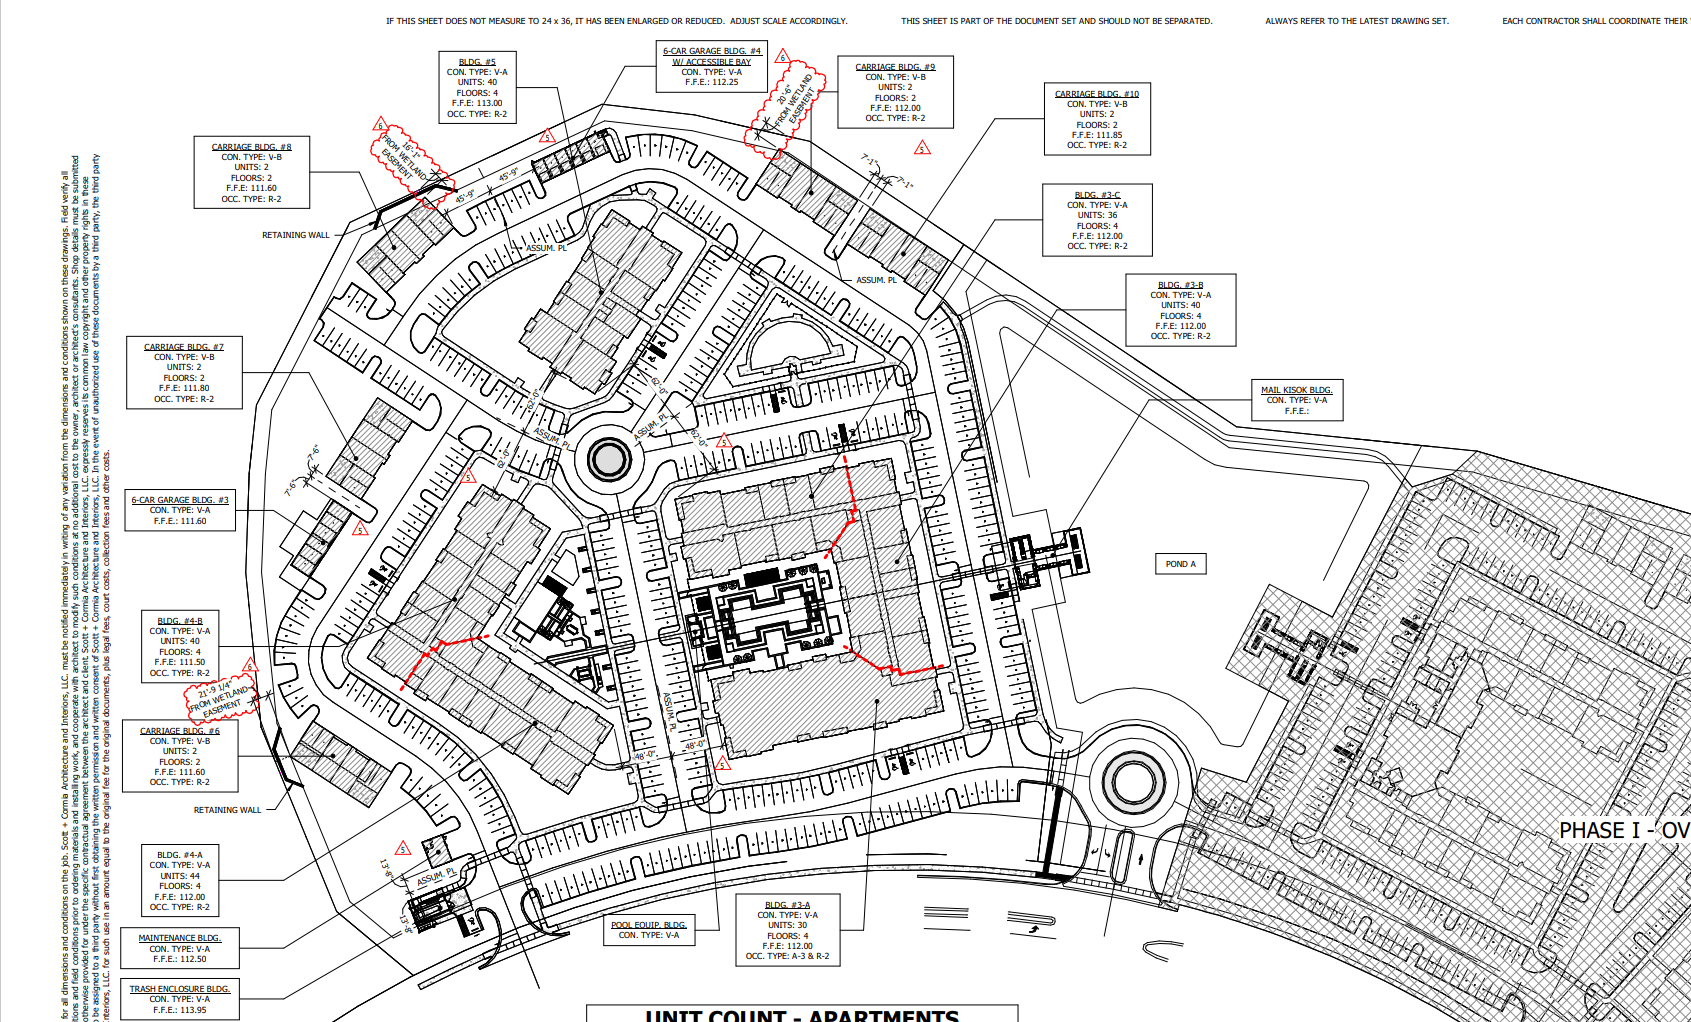 IF THIS SHEET DOES NOT MEASURE TO 24 x 36, IT HAS BEEN ENLARGED OR REDUCED.  ADJUST SCALE ACCORDINGLY.
THIS SHEET IS PART OF THE DOCUMENT SET AND SHOULD NOT BE SEPARATED.
ALWAYS REFER TO THE LATEST DRAWING SET.
EACH CONTRACTOR SHALL COORDINATE THEIR
for all dimensions and conditions on the job. Scott + Cormia Architecture and Interiors, LLC. must be notified immediately in writing of any variation from the dimensions and conditions shown on these drawings. Field verify all
itions and field conditions prior to ordering materials and installing work, and cooperate with architect to modify such conditions at no additional cost to the owner, architect or architect's consultants. Shop details must be submitted
otherwise provided for under the specific contractual agreement between the architect and client. Scott + Cormia Architecture and Interiors, LLC. expressly reserves its common law copyright and other property rights in these
be assigned to a third party without first obtaining the written permission and written consent of Scott + Cormia Architecture and Interiors, LLC. In the event of unauthorized use of these documents by a third party, the third party
nteriors, LLC. for such use in an amount equal to the original fee for the original documents, plus legal fees, court costs, collection fees and other costs.
BLDG. #5
CON. TYPE: V-A
UNITS: 40
FLOORS: 4
F.F.E: 113.00
OCC. TYPE: R-2
6-CAR GARAGE BLDG. #4
W/ ACCESSIBLE BAY
CON. TYPE: V-A
F.F.E.: 112.25
6
20'-6"
FROM WETLAND
EASEMENT
CARRIAGE BLDG. #9
CON. TYPE: V-B
UNITS: 2
FLOORS: 2
F.F.E: 112.00
OCC. TYPE: R-2
CARRIAGE BLDG. #10
CON. TYPE: V-B
UNITS: 2
FLOORS: 2
F.F.E: 111.85
OCC. TYPE: R-2
6
16'-1"
FROM WETLAND
EASEMENT
5
5
CARRIAGE BLDG. #8
CON. TYPE: V-B
UNITS: 2
FLOORS: 2
F.F.E: 111.60
OCC. TYPE: R-2
45'-9"
45'-9"
7'-1"
7'-1"
BLDG. #3-C
CON. TYPE: V-A
UNITS: 36
FLOORS: 4
F.F.E: 112.00
OCC. TYPE: R-2
RETAINING WALL
ASSUM. PL
ASSUM. PL
BLDG. #3-B
CON. TYPE: V-A
UNITS: 40
FLOORS: 4
F.F.E: 112.00
OCC. TYPE: R-2
CARRIAGE BLDG. #7
CON. TYPE: V-B
UNITS: 2
FLOORS: 2
F.F.E: 111.80
OCC. TYPE: R-2
MAIL KISOK BLDG.
CON. TYPE: V-A
F.F.E.:
62'-0"
62'-0"
ASSUM. PL
ASSUM. PL
62'-0"
62'-0"
5
5
7'-6"
7'-6"
6-CAR GARAGE BLDG. #3
CON. TYPE: V-A
F.F.E.: 111.60
5
POND A
BLDG. #4-B
CON. TYPE: V-A
UNITS: 40
FLOORS: 4
F.F.E: 111.50
OCC. TYPE: R-2
6
21'-9 1/4"
FROM WETLAND
EASEMENT
ASSUM. PL
48'-0"
48'-0"
5
CARRIAGE BLDG. #6
CON. TYPE: V-B
UNITS: 2
FLOORS: 2
F.F.E: 111.60
OCC. TYPE: R-2
RETAINING WALL
PHASE I - OV
BLDG. #4-A
CON. TYPE: V-A
UNITS: 44
FLOORS: 4
F.F.E: 112.00
OCC. TYPE: R-2
5
13'-8"
ASSUM. PL
13'-8"
MAINTENANCE BLDG.
CON. TYPE: V-A
F.F.E.: 112.50
POOL EQUIP. BLDG.
CON. TYPE: V-A
BLDG. #3-A
CON. TYPE: V-A
UNITS: 30
FLOORS: 4
F.F.E: 112.00
OCC. TYPE: A-3 & R-2
TRASH ENCLOSURE BLDG.
CON. TYPE: V-A
F.F.E.: 113.95
UNIT COUNT - APARTMENTS